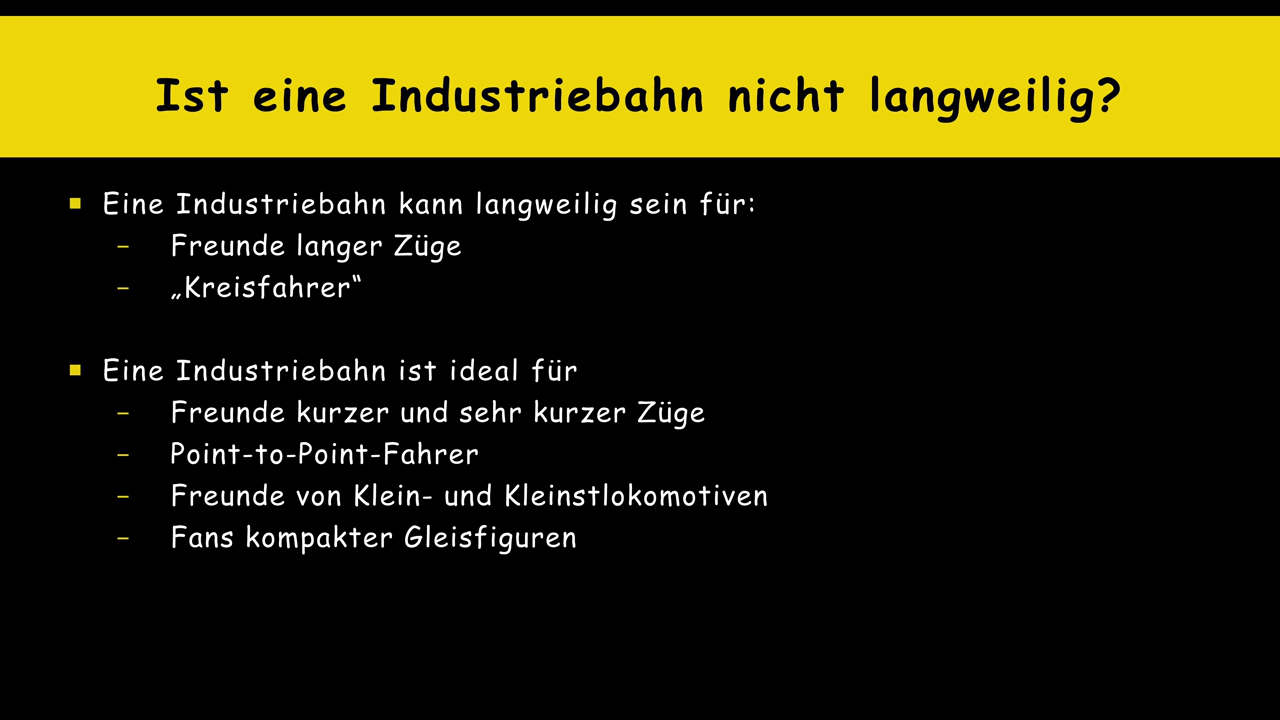 Ist eine Industriebahn nicht langweilig?
▪ Eine Industriebahn kann langweilig sein für:
– Freunde langer Züge
– „Kreisfahrer“
▪ Eine Industriebahn ist ideal für
– Freunde kurzer und sehr kurzer Züge
– Point-to-Point-Fahrer
– Freunde von Klein- und Kleinstlokomotiven
– Fans kompakter Gleisfiguren